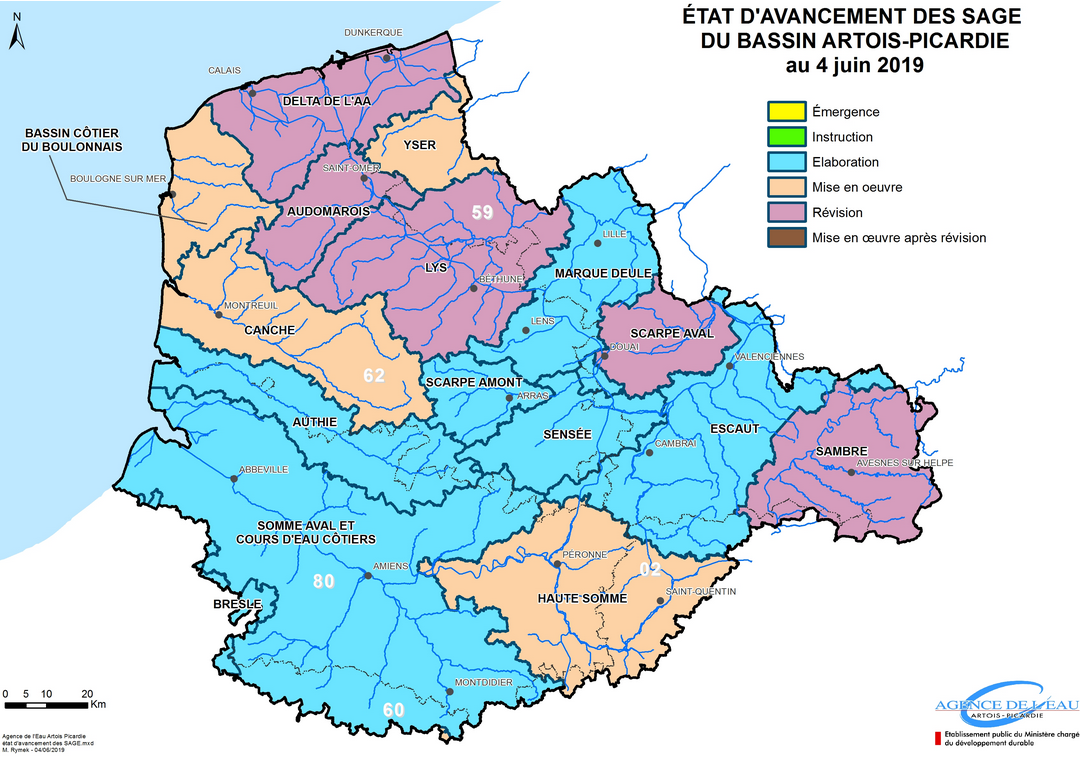 ÉTAT D'AVANCEMENT DES SAGE
DU BASSIN ARTOIS-PICARDIE
au 4 juin 2019
N
Émergence
Instruction
Elaboration
Mise en oeuvre
Révision
Mise en œuvre après révision
DUNKERQUE
CALAIS
DELTA DE L'AA
BASSIN CÔTIER
DU BOULONNAIS
YSER
SAINT-OMER
BOULOGNE SUR MER
AUDOMAROIS
59
LILLE
LYS
MARQUE DEULE
BÉTHUNE
MONTREUIL
CANCHE
LENS
SCARPE AVAL
DOUAI
VALENCIENNES
62
SCARPE AMONT
ARRAS
AUTHIE
SENSÉE
ESCAUT
CAMBRAI
SAMBRE
AVESNES SUR HELPE
ABBEVILLE
SOMME AVAL ET
COURS D'EAU CÔTIERS
PÉRONNE
AMIENS
02
80
HAUTE SOMME
SAINT-QUENTIN
BRESLE
MONTDIDIER
60
0 5 10 20
Km
Agence de l'Eau Artois Picardie
état d'avancement des SAGE.mxd
M. Rymek - 04/06/2019
AGENCE DE L'EAU
ARTOIS - PICARDIE
Etablissement public du Ministère chargé
du développement durable